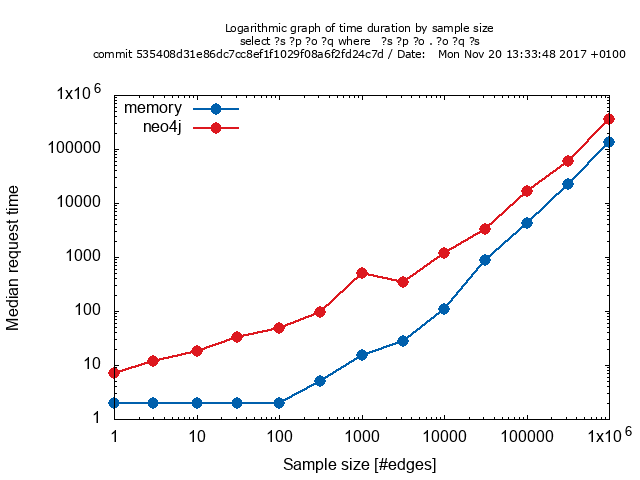 Logarithmic graph of time duration by sample size
select ?s ?p ?o ?q where   ?s ?p ?o . ?o ?q ?s
commit 535408d31e86dc7cc8ef1f1029f08a6f2fd24c7d / Date:   Mon Nov 20 13:33:48 2017 +0100
1x10^6
memory
neo4j
100000
10000
1000
100
10
1
Median request time
1 10 100 1000 10000 100000 1x10^6
Sample size [#edges]